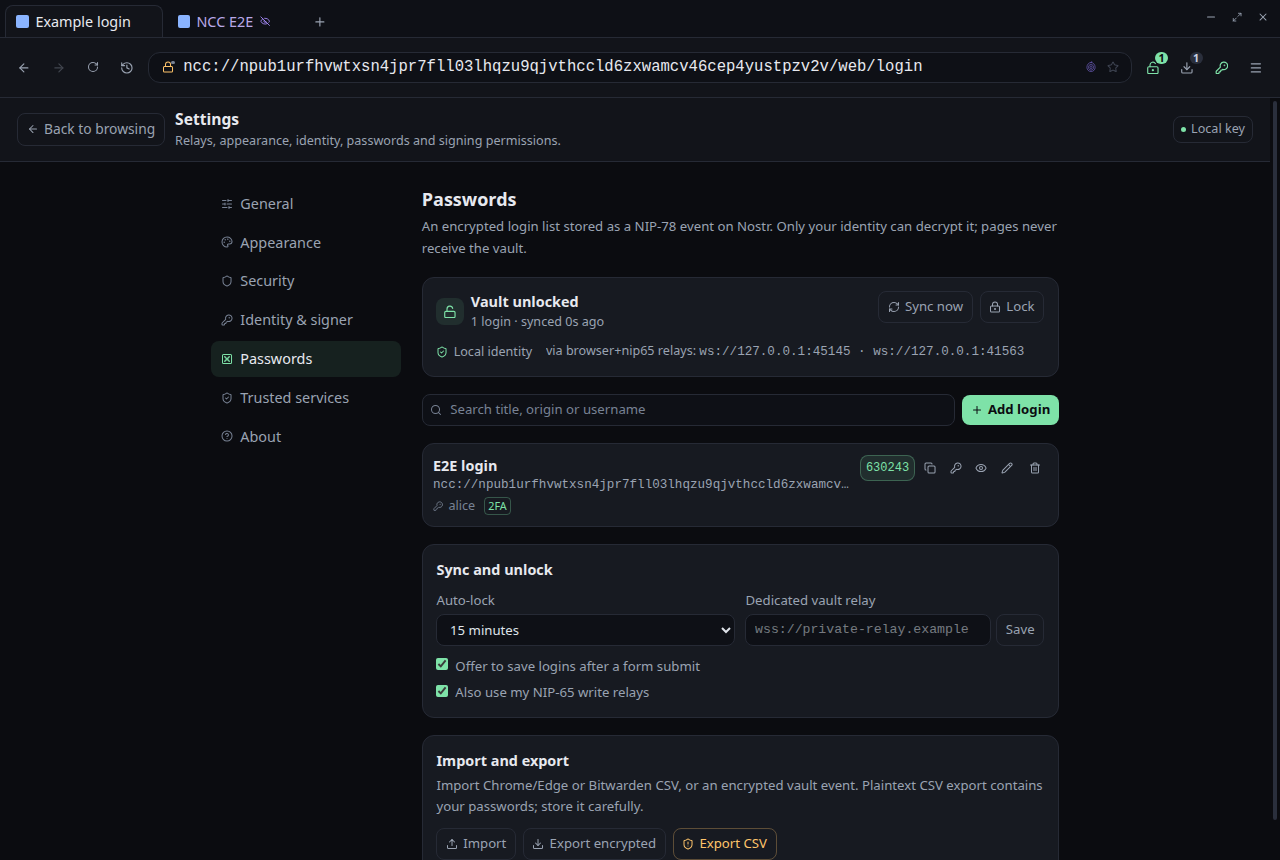 Example login
NCC E2E
ncc://npub1urfhvwtxsn4jpr7fll03lhqzu9qjvthccld6zxwamcv46cep4yustpzv2v/web/login
1
1
Back to browsing
Settings
Relays, appearance, identity, passwords and signing permissions.
Local key
General
Appearance
Security
Identity & signer
Passwords
Trusted services
About
Passwords
An encrypted login list stored as a NIP-78 event on Nostr. Only your identity can decrypt it; pages never
receive the vault.
Vault unlocked
1 login · synced 0s ago
Sync now
Lock
Local identity
via browser+nip65 relays: ws://127.0.0.1:45145 · ws://127.0.0.1:41563
Search title, origin or username
Add login
E2E login
630243
ncc://npub1urfhvwtxsn4jpr7fll03lhqzu9qjvthccld6zxwamcv…
alice
2FA
Sync and unlock
Auto-lock
Dedicated vault relay
15 minutes
wss://private-relay.example
Save
Offer to save logins after a form submit
Also use my NIP-65 write relays
Import and export
Import Chrome/Edge or Bitwarden CSV, or an encrypted vault event. Plaintext CSV export contains
your passwords; store it carefully.
Import
Export encrypted
Export CSV